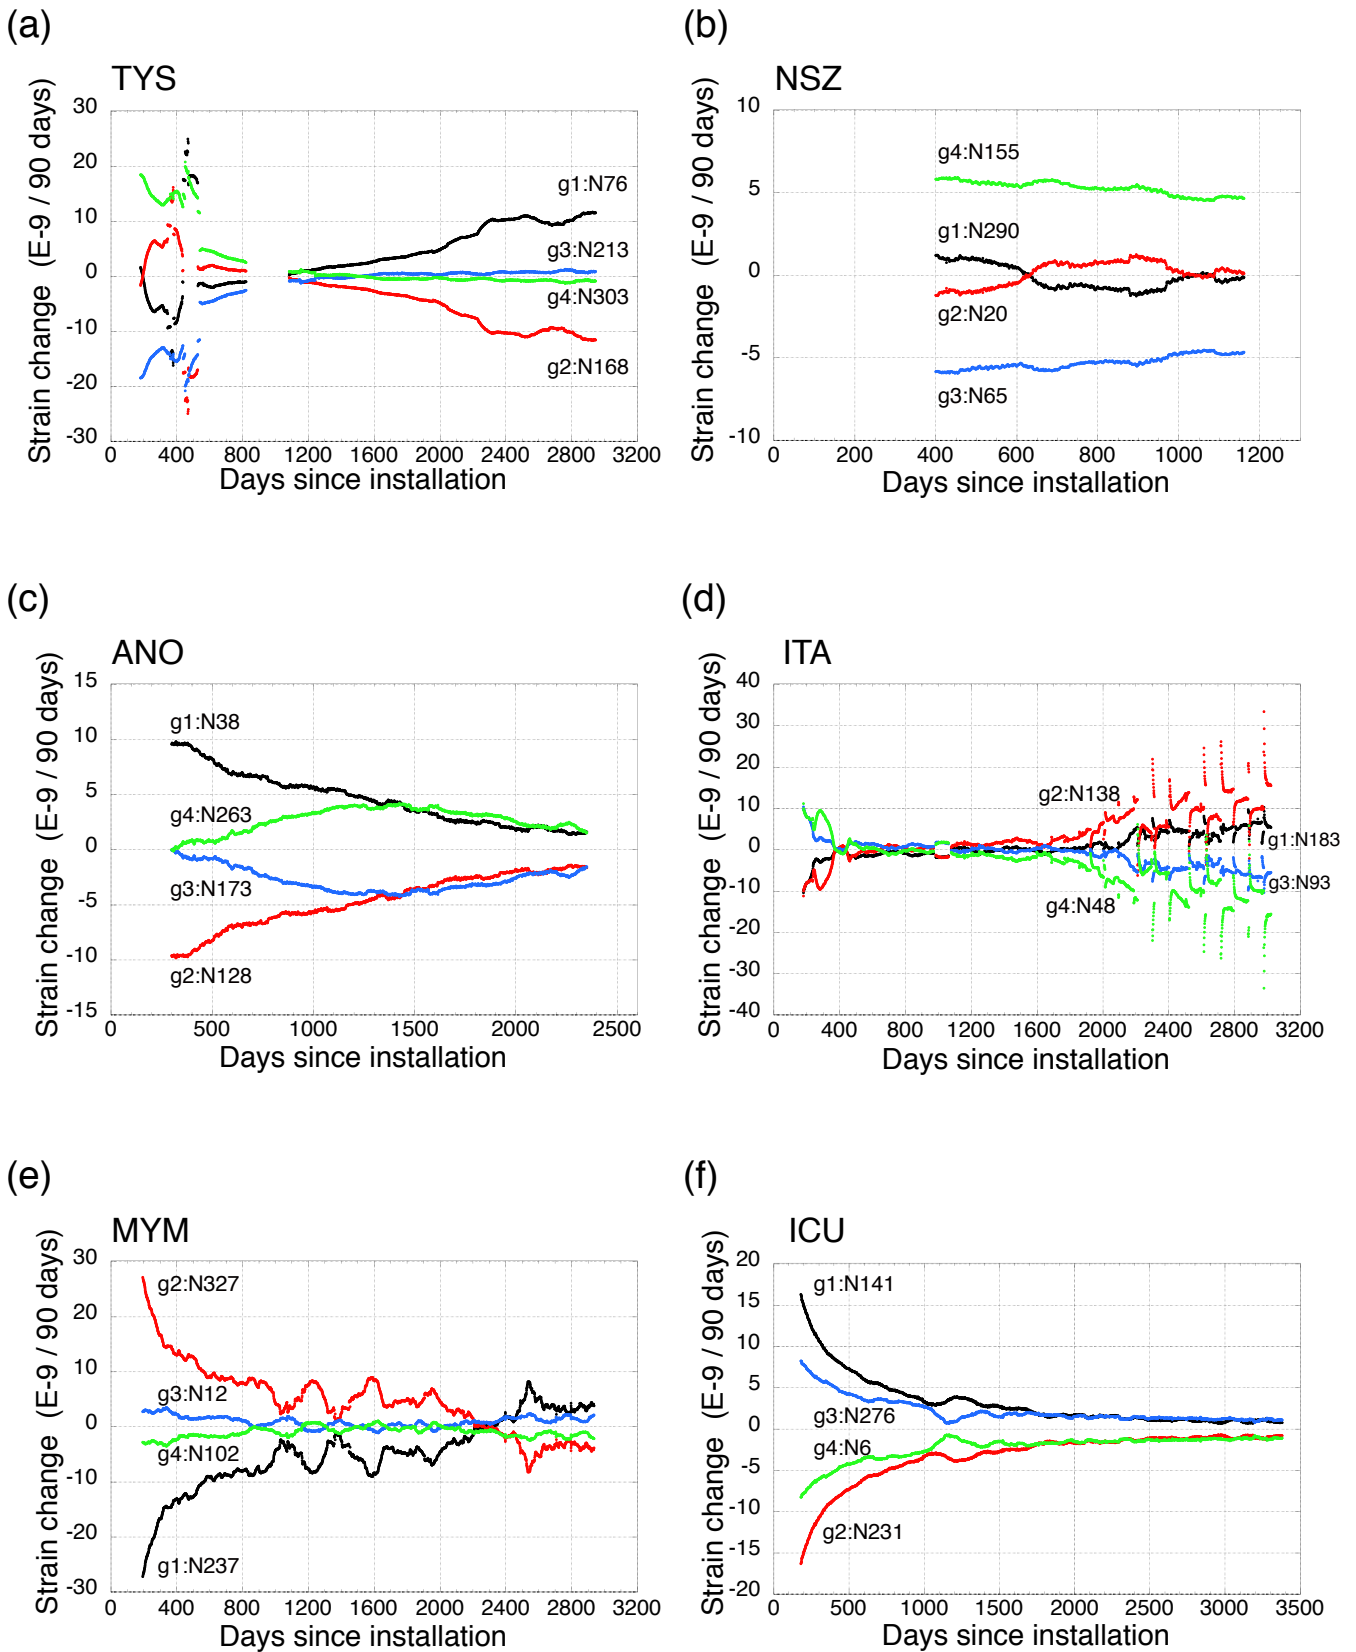 (a)
TYS
Strain change (E-9 / 90 days)
30
20
10
0
-10
-20
-30
g1:N76
g3:N213
g4:N303
g2:N168
0 400 800 1200 1600 2000 2400 2800 3200
Days since installation
(b)
NSZ
Strain change (E-9 / 90 days)
10
5
0
-5
-10
g4:N155
g1:N290
g2:N20
g3:N65
0 200 400 600 800 1000 1200
Days since installation
(c)
ANO
Strain change (E-9 / 90 days)
15
10
5
0
-5
-10
-15
g1:N38
g4:N263
g3:N173
g2:N128
0 500 1000 1500 2000 2500
Days since installation
(d)
ITA
Strain change (E-9 / 90 days)
40
30
20
10
0
-10
-20
-30
-40
g2:N138
g1:N183
g3:N93
g4:N48
0 400 800 1200 1600 2000 2400 2800 3200
Days since installation
(e)
MYM
Strain change (E-9 / 90 days)
30
20
10
0
-10
-20
-30
g2:N327
g3:N12
g4:N102
g1:N237
0 400 800 1200 1600 2000 2400 2800 3200
Days since installation
(f)
ICU
Strain change (E-9 / 90 days)
20
15
10
5
0
-5
-10
-15
-20
g1:N141
g3:N276
g4:N6
g2:N231
0 500 1000 1500 2000 2500 3000 3500
Days since installation